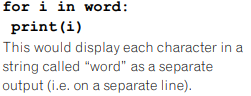 for i in word:
 print(i)
This would display each character in a
string called “word” as a separate
output (i.e. on a separate line).